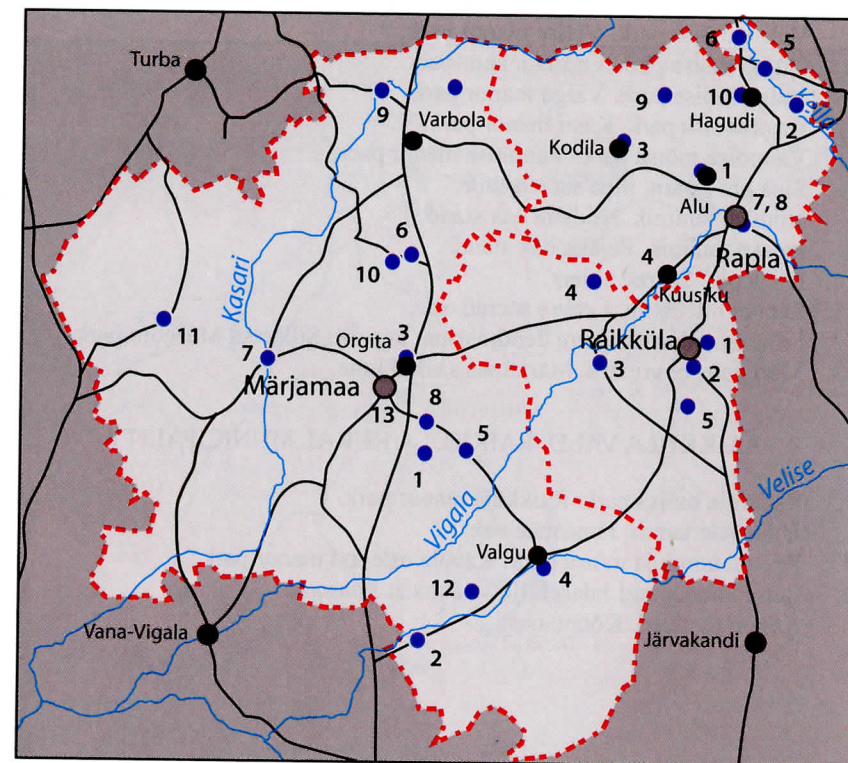 6
5
Turba
Keila
9
10
Hagudi
2
9
Varbola
Kodila
3
1
Alu
7, 8
Rapla
6
10
Kasari
4
4
Kuusiku
11
Orgita
3
Raikküla
1
7
Märjamaa
3
2
13
8
5
5
1
Vigala
Velise
Valgu
4
12
Vana-Vigala
2
Järvakandi